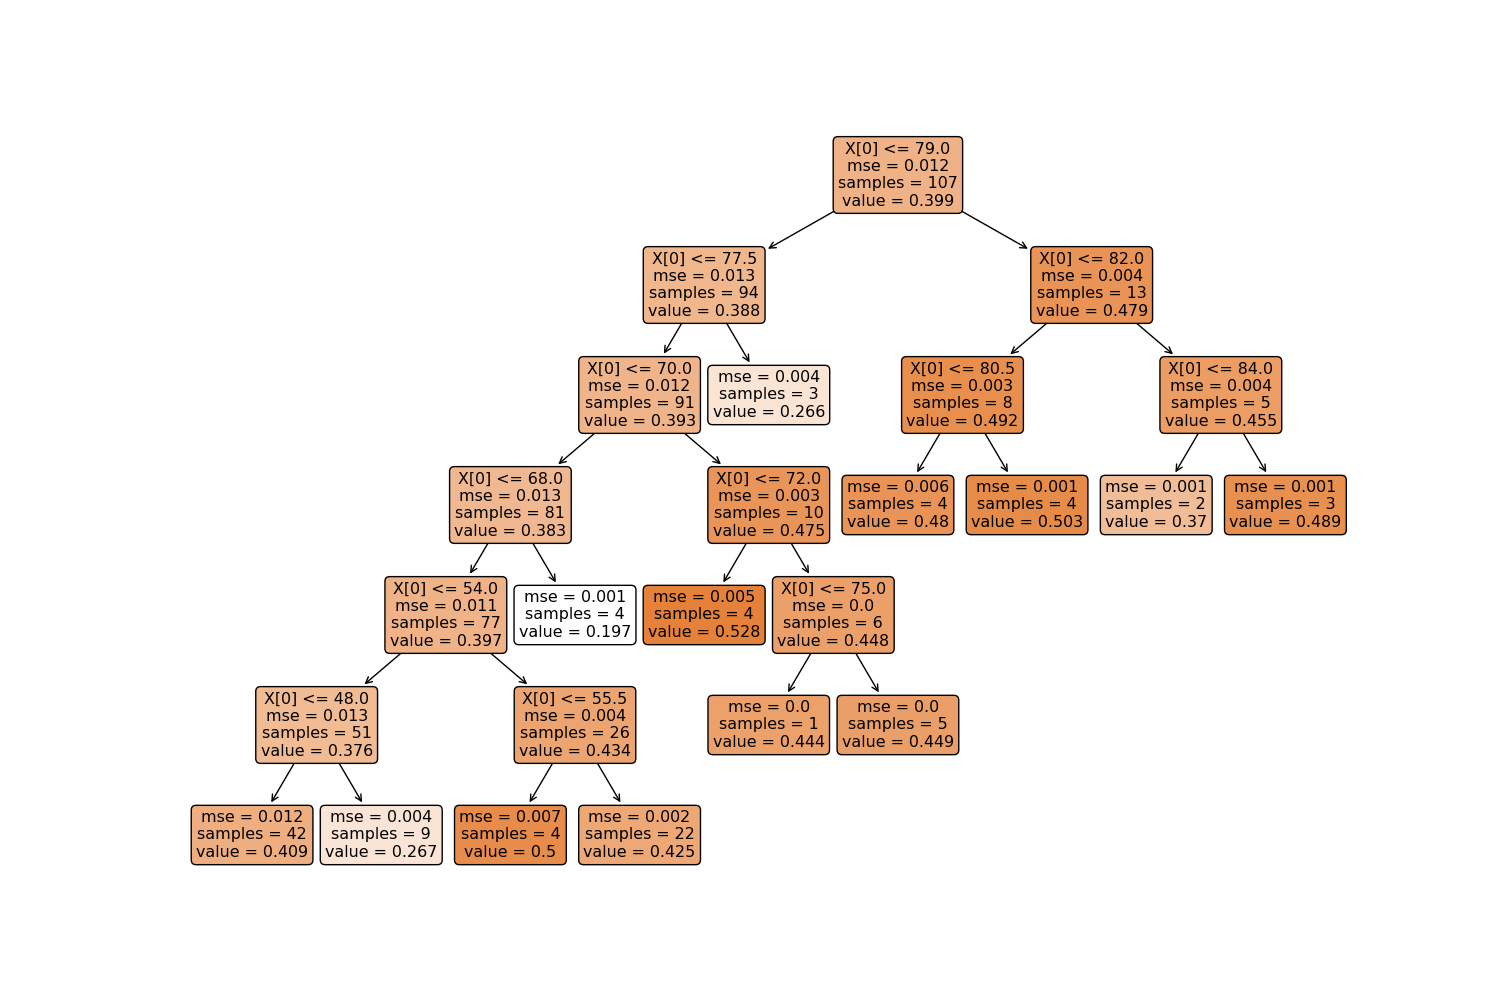 X[0] <= 79.0
mse = 0.012
samples = 107
value = 0.399
X[0] <= 77.5
mse = 0.013
samples = 94
value = 0.388
X[0] <= 82.0
mse = 0.004
samples = 13
value = 0.479
X[0] <= 70.0
mse = 0.012
samples = 91
value = 0.393
mse = 0.004
samples = 3
value = 0.266
X[0] <= 80.5
mse = 0.003
samples = 8
value = 0.492
X[0] <= 84.0
mse = 0.004
samples = 5
value = 0.455
X[0] <= 68.0
mse = 0.013
samples = 81
value = 0.383
X[0] <= 72.0
mse = 0.003
samples = 10
value = 0.475
mse = 0.006
samples = 4
value = 0.48
mse = 0.001
samples = 4
value = 0.503
mse = 0.001
samples = 2
value = 0.37
mse = 0.001
samples = 3
value = 0.489
X[0] <= 54.0
mse = 0.011
samples = 77
value = 0.397
mse = 0.001
samples = 4
value = 0.197
mse = 0.005
samples = 4
value = 0.528
X[0] <= 75.0
mse = 0.0
samples = 6
value = 0.448
X[0] <= 48.0
mse = 0.013
samples = 51
value = 0.376
X[0] <= 55.5
mse = 0.004
samples = 26
value = 0.434
mse = 0.0
samples = 1
value = 0.444
mse = 0.0
samples = 5
value = 0.449
mse = 0.012
samples = 42
value = 0.409
mse = 0.004
samples = 9
value = 0.267
mse = 0.007
samples = 4
value = 0.5
mse = 0.002
samples = 22
value = 0.425